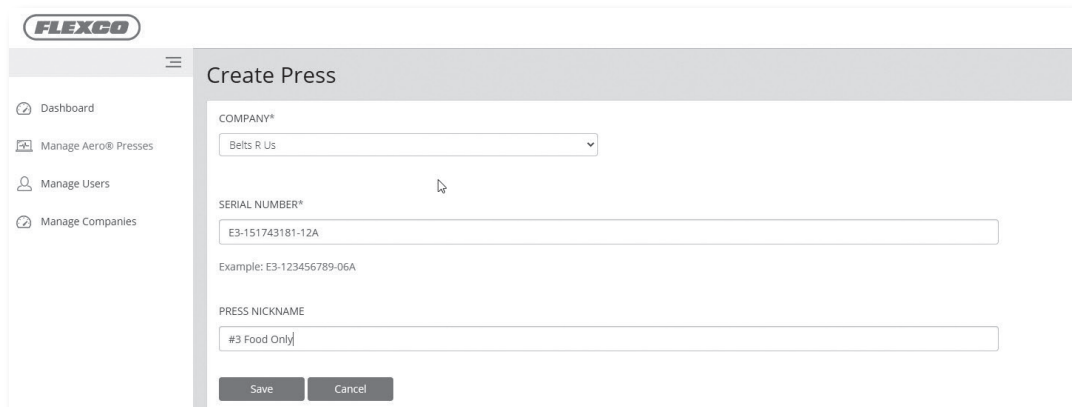 FLEXCO
Create Press
Dashboard
Manage Aero® Presses
Manage Users
Manage Companies
COMPANY*
Belts R Us
SERIAL NUMBER*
E3-151743181-12A
Example: E3-123456789-06A
PRESS NICKNAME
#3 Food Only
Save Cancel